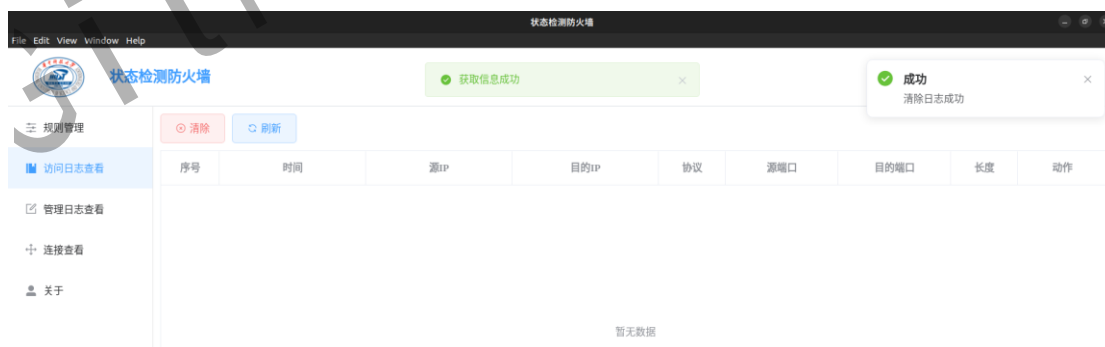 状态检测防火墙
File Edit View Window Help
状态检测防火墙
获取信息成功
成功
清除日志成功
规则管理
清除 刷新
访问日志查看
序号 时间 源IP 目的IP 协议 源端口 目的端口 长度 动作
管理日志查看
连接查看
关于
暂无数据